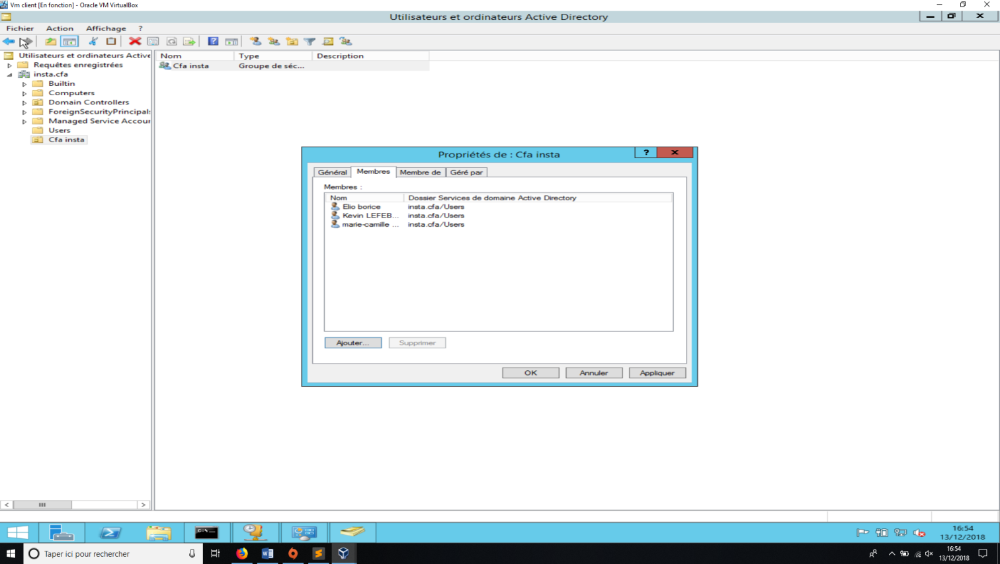 Vm client [En fonction] - Oracle VM VirtualBox
Utilisateurs et ordinateurs Active Directory
Fichier Action Affichage ?
Utilisateurs et ordinateurs Active
Requêtes enregistrées
insta.cfa
Builtin
Computers
Domain Controllers
ForeignSecurityPrincipal
Managed Service Accour
Users
Cfa insta
Nom Type Description
Cfa insta Groupe de séc...
Propriétés de : Cfa insta
Général Membres Membre de Géré par
Membres :
Nom Dossier Services de domaine Active Directory
Elio borice insta.cfa/Users
Kevin LEFEB... insta.cfa/Users
marie-camille ... insta.cfa/Users
Ajouter... Supprimer
OK Annuler Appliquer
16:54
13/12/2018
Taper ici pour rechercher
16:54
13/12/2018